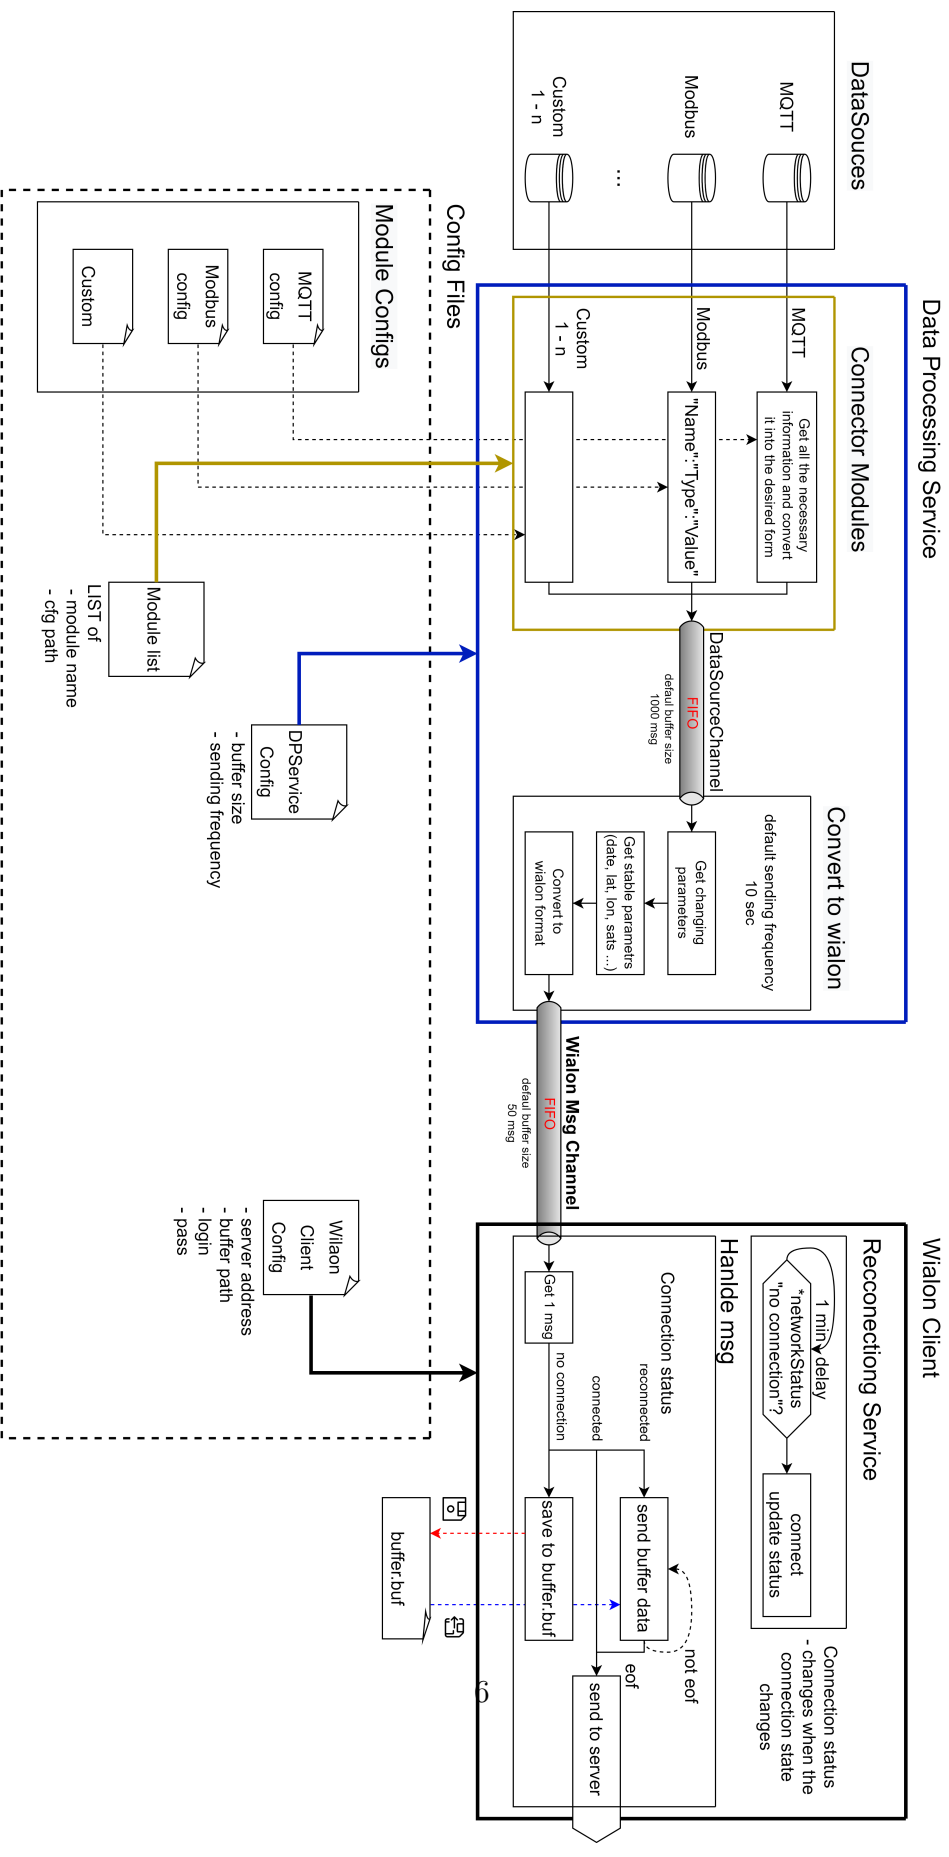 DataSouces
MQTT
Modbus
...
Custom
1 - n
Data Processing Service
Connector Modules
MQTT
Get all the necessary
information and convert
it into the desired form
Modbus
"Name":"Type":"Value"
Custom
1 - n
DataSourceChannel
FIFO
defaul buffer size
1000 msg
Convert to wialon
default sending frequency
10 sec
Get changing
parameters
Get stable parametrs
(date, lat, lon, sats ...)
Convert to
wialon format
Wialon Msg Channel
FIFO
defaul buffer size
50 msg
Wialon Client
Recconectiong Service
1 min delay
*networkStatus
"no connection"?
connect
update status
Connection status
- changes when the
connection state
changes
Hanlde msg
Connection status
reconnected
connected
no connection
Get 1 msg
send buffer data
not eof
eof
save to buffer.buf
send to server
buffer.buf
Config Files
Module Configs
MQTT
config
Modbus
config
Custom
Module list
LIST of
- module name
- cfg path
DPService
Config
- buffer size
- sending frequency
Wilaon
Client
Config
- server address
- buffer path
- login
- pass
6